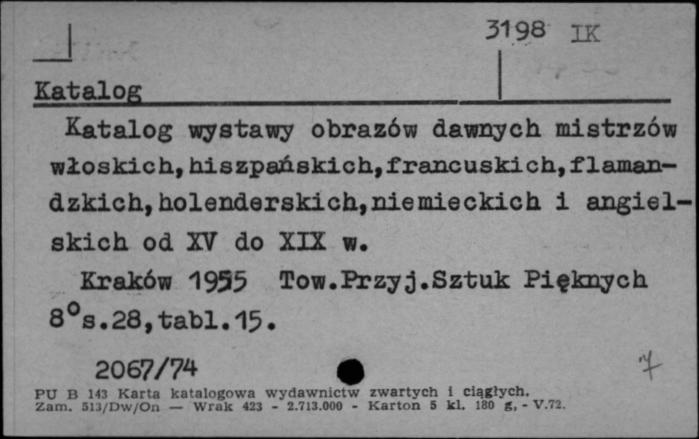 3198 IK
Katalog
Katalog wystawy obrazów dawnych mistrzów
włoskich,hiszpańskich,francuskich,flaman-
dzkich,holenderskich,niemieckich i angiel-
skich od XV do XIX w.
Kraków 1955 Tow.Przyj.Sztuk Pięknych
8°s.28,tabl.15.
2067/74
PU B 143 Karta katalogowa wydawnictw zwartych i ciągłych.
Zam. 513/Dw/On — Wrak 423 - 2.713.000 - Karton 5 kl. 180 g, - V.72.